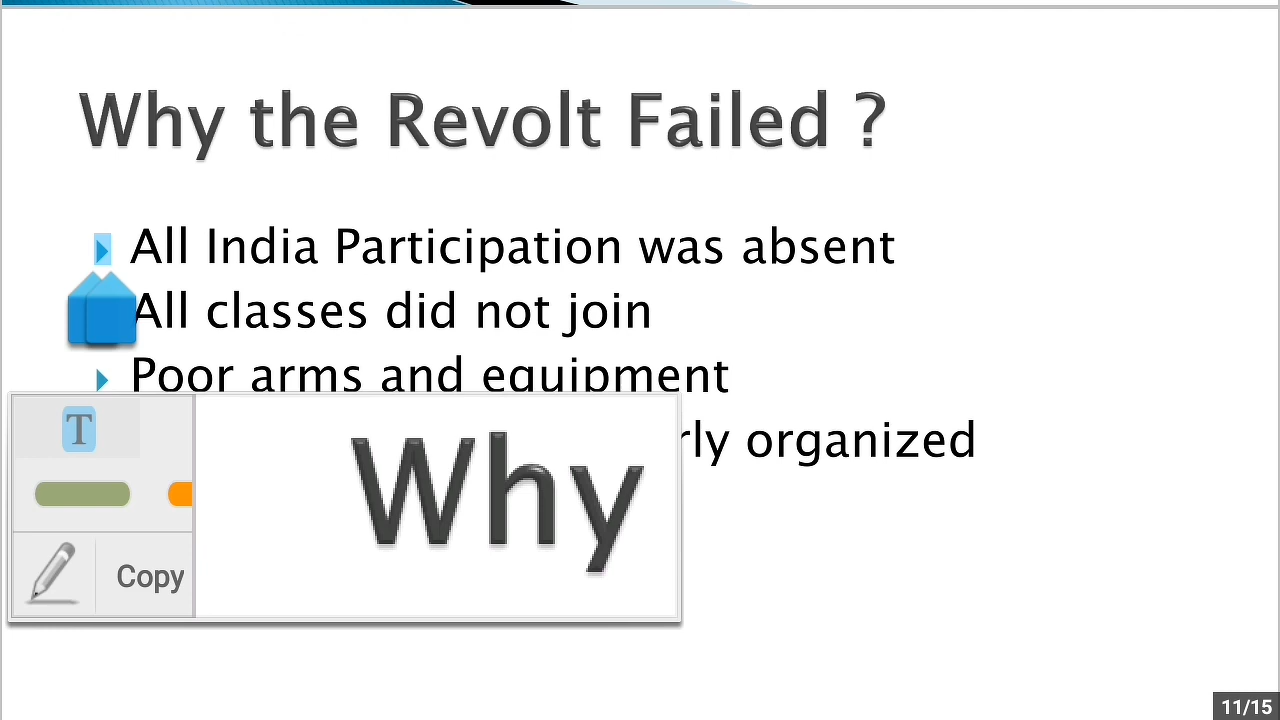 Why the Revolt Failed ?
All India Participation was absent
All classes did not join
Poor arms and equipment
organized
T
Why
Copy
11/15